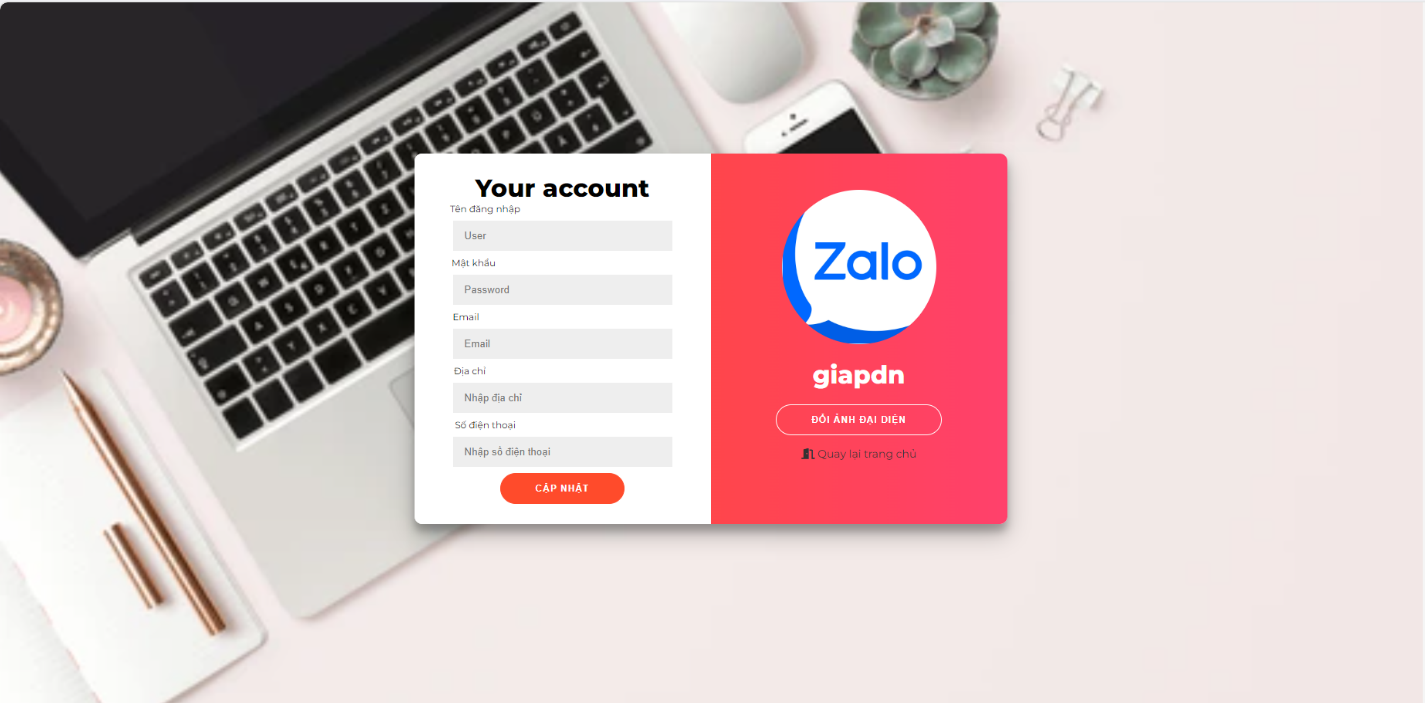 Your account
Tên đăng nhập
User
Mật khẩu
Password
Email
Email
Địa chỉ
Nhập địa chỉ
Số điện thoại
Nhập số điện thoại
CẬP NHẬT
Zalo
giapdn
ĐỔI ẢNH ĐẠI DIỆN
Quay lại trang chủ